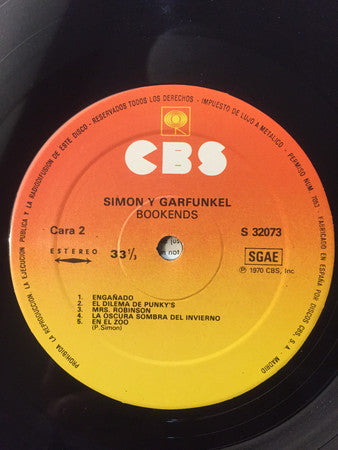 RESERVADOS TODOS LOS DERECHOS - IMPUESTO DE LUJO A METALICO - PERMISO NUM. 7053 - FABRICADO EN ESPAÑA POR DISCOS CBS, S. A. - MADRID
PROHIBIDA LA REPRODUCCION, LA EJECUCION PUBLICA Y LA RADIODIFUSION DE ESTE DISCO -
CBS
SIMON Y GARFUNKEL
BOOKENDS
Cara 2
S 32073
ESTEREO
33⅓
SGAE
℗ 1970 CBS, Inc
1. ENGAÑADO
2. EL DILEMA DE PUNKY'S
3. MRS. ROBINSON
4. LA OSCURA SOMBRA DEL INVIERNO
5. EN EL ZOO
(P. Simon)